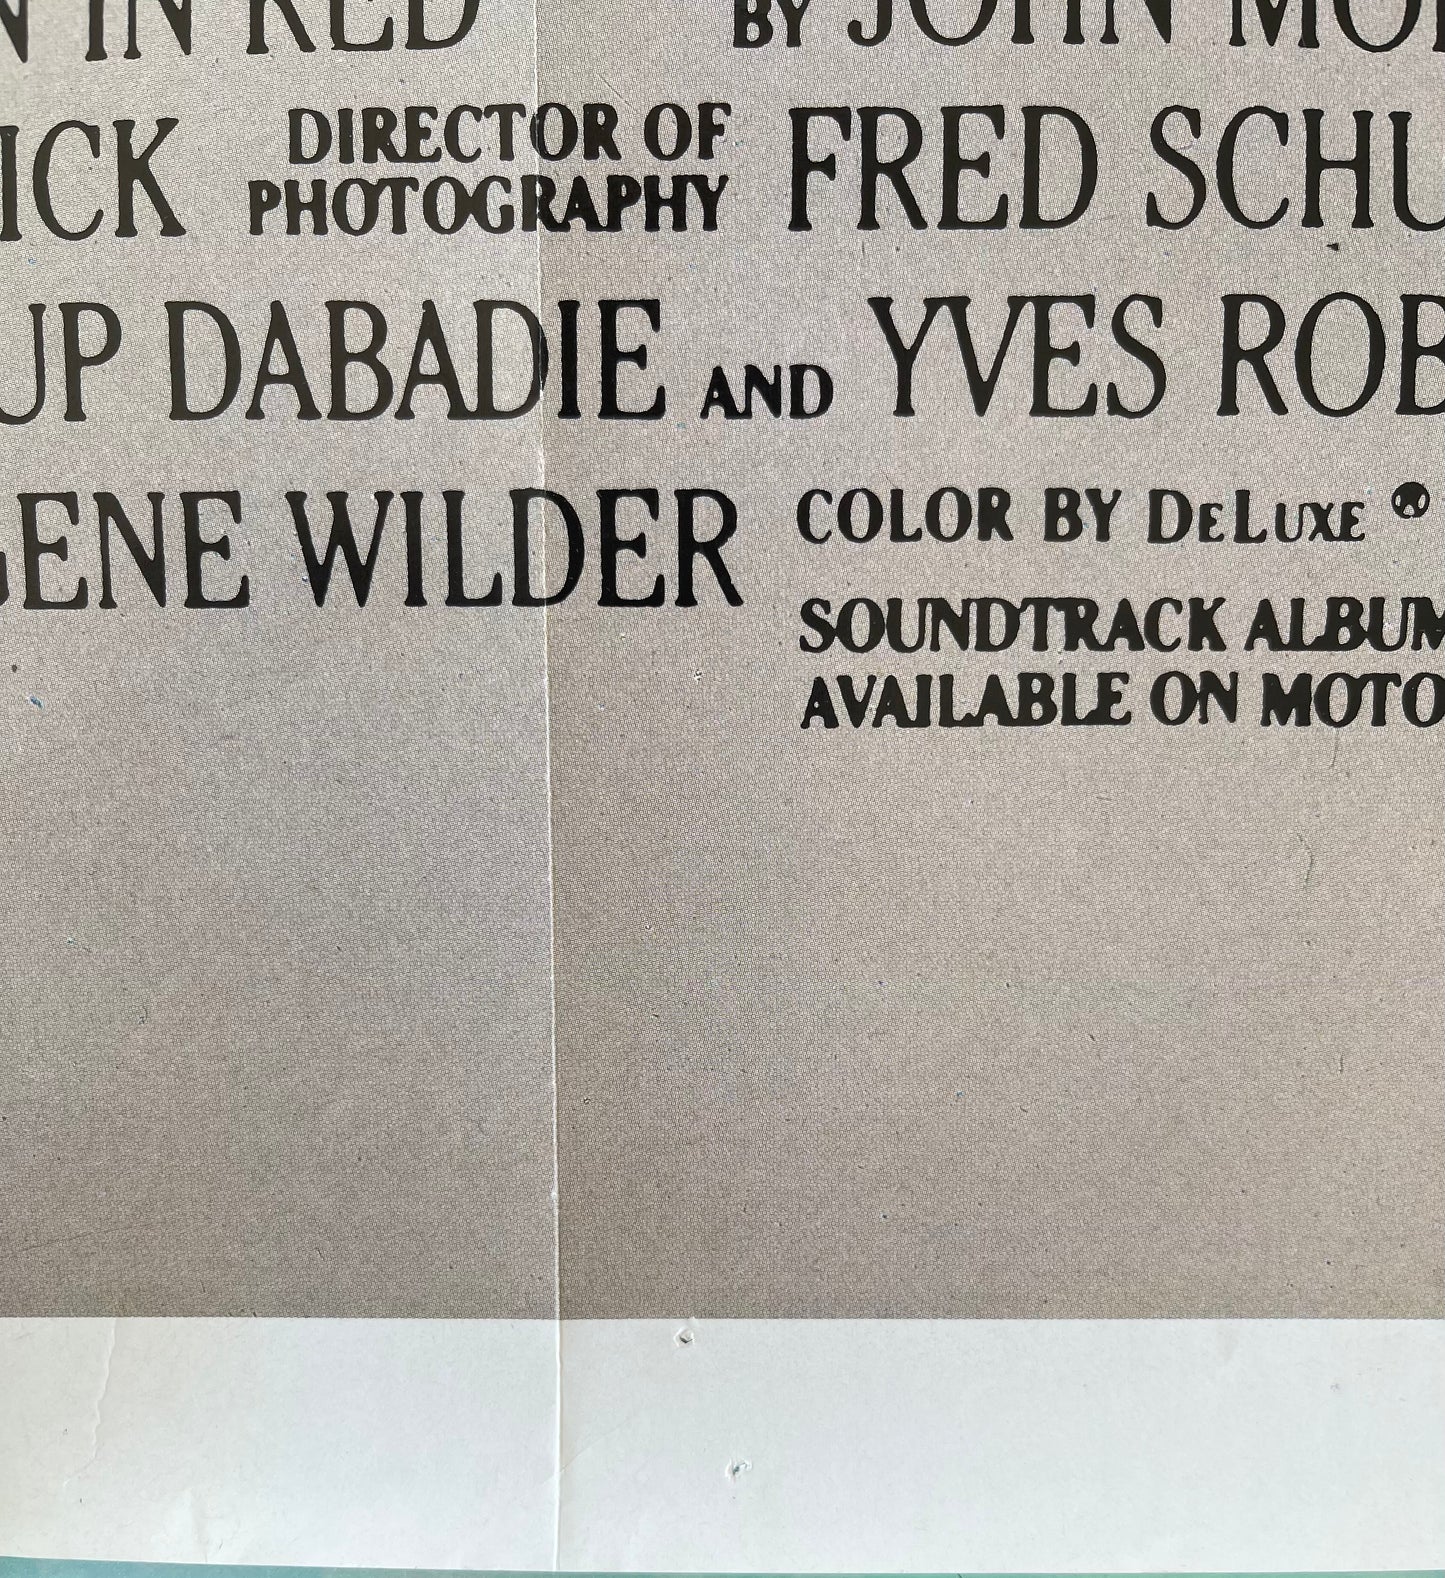 IN RED BY JOHN MO
ICK DIRECTOR OF PHOTOGRAPHY FRED SCHU
UP DABADIE AND YVES ROB
GENE WILDER COLOR BY DELUXE ®
SOUNDTRACK ALBUM
AVAILABLE ON MOTO